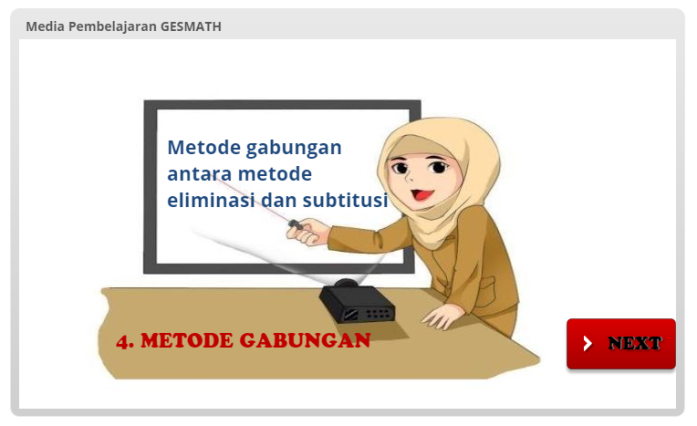 Media Pembelajaran GESMATH
Metode gabungan
antara metode
eliminasi dan subtitusi
4. METODE GABUNGAN
NEXT